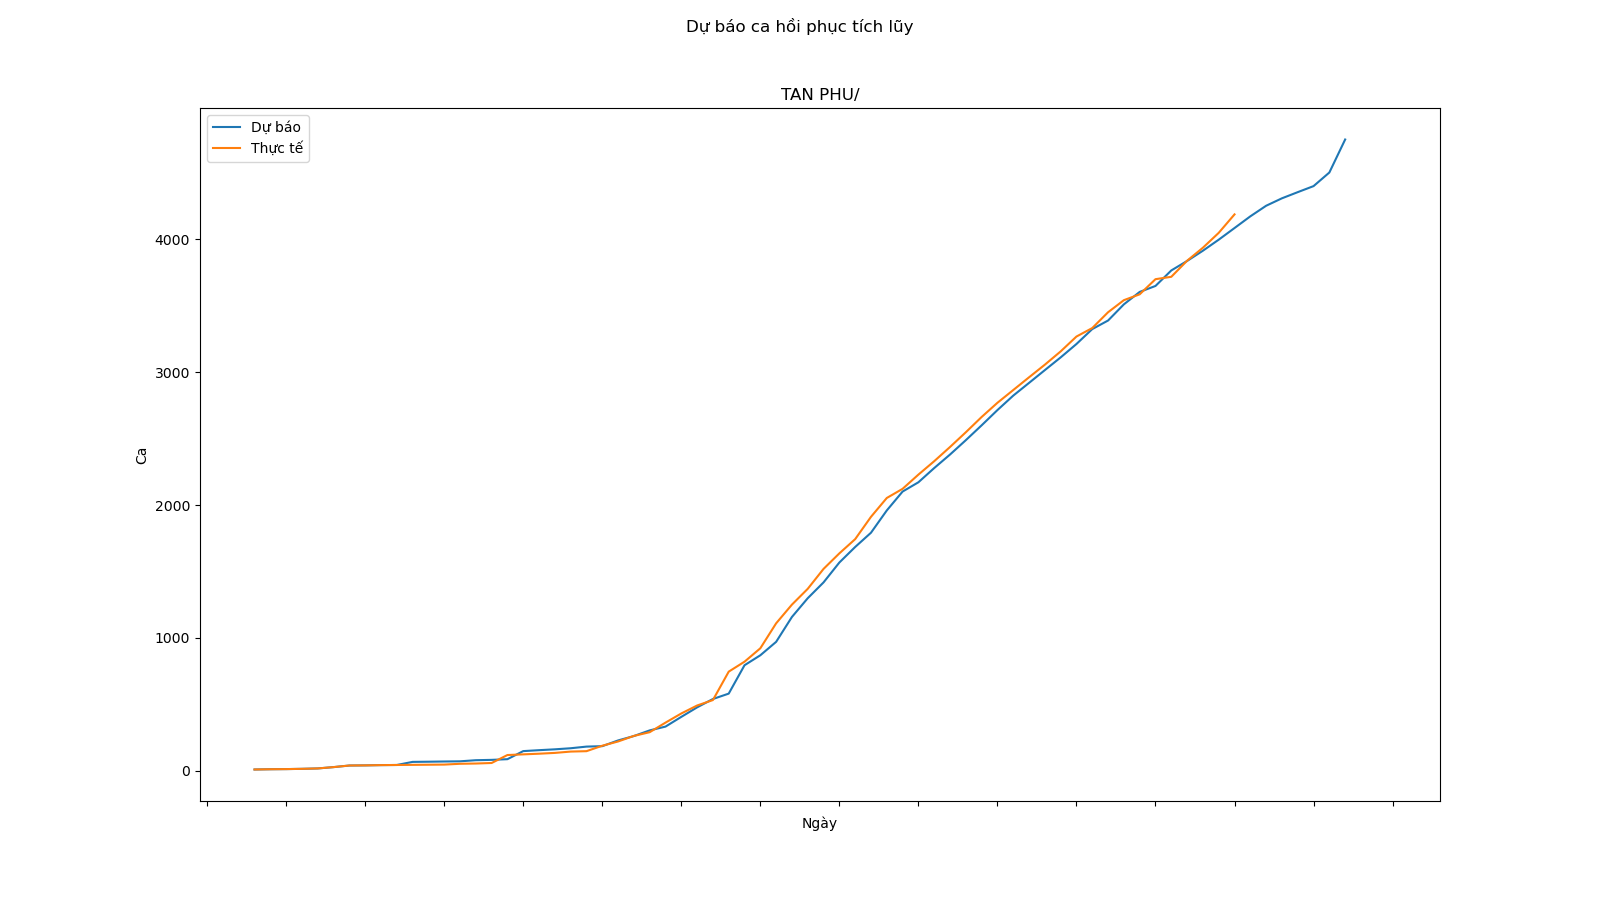 Dự báo ca hồi phục tích lũy
TAN PHU/
Dự báo
Thực tế
4000
3000
2000
1000
0
Ca
Ngày